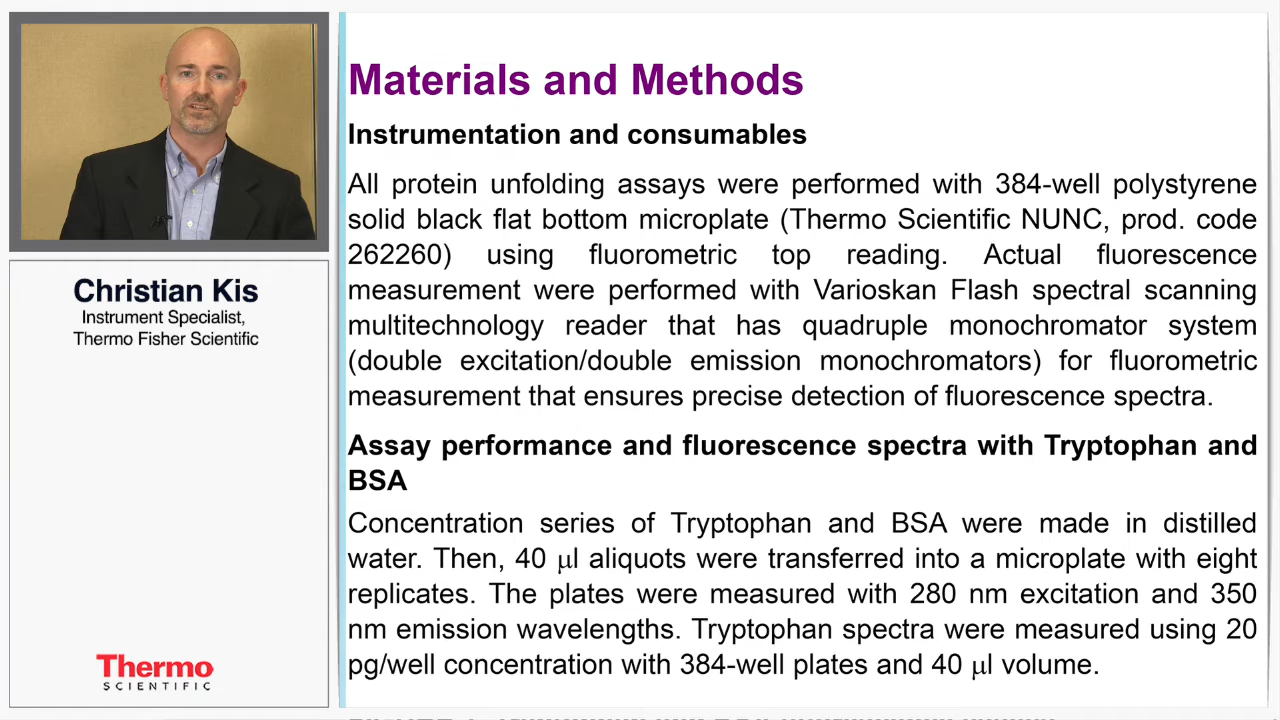 Materials and Methods
Instrumentation and consumables
All protein unfolding assays were performed with 384-well polystyrene
solid black flat bottom microplate (Thermo Scientific NUNC, prod. code
262260) using fluorometric top reading. Actual fluorescence
measurement were performed with Varioskan Flash spectral scanning
multitechnology reader that has quadruple monochromator system
(double excitation/double emission monochromators) for fluorometric
measurement that ensures precise detection of fluorescence spectra.
Assay performance and fluorescence spectra with Tryptophan and
BSA
Concentration series of Tryptophan and BSA were made in distilled
water. Then, 40 µl aliquots were transferred into a microplate with eight
replicates. The plates were measured with 280 nm excitation and 350
nm emission wavelengths. Tryptophan spectra were measured using 20
pg/well concentration with 384-well plates and 40 µl volume.
Christian Kis
Instrument Specialist,
Thermo Fisher Scientific
Thermo
SCIENTIFIC